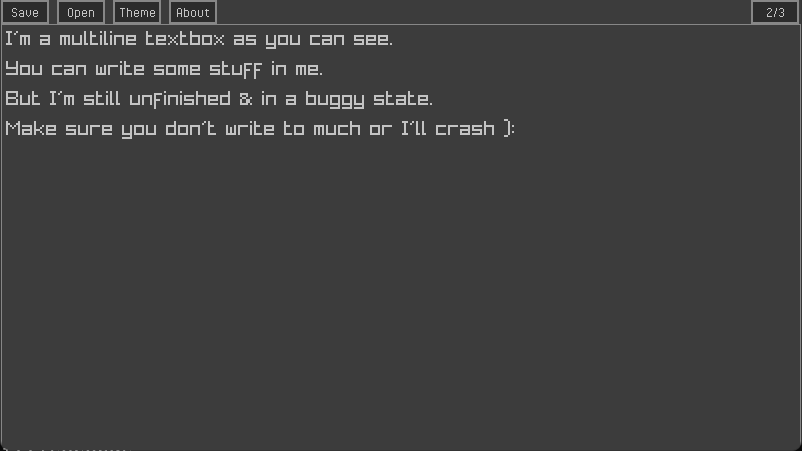 Save Open Theme About 2/3
I'm a multiline textbox as you can see.
You can write some stuff in me.
But I'm still unfinished & in a buggy state.
Make sure you don't write to much or I'll crash ):